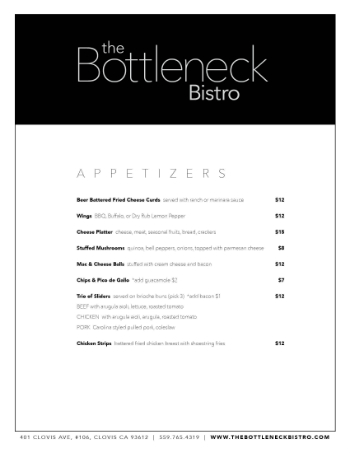 the
Bottleneck
Bistro
APPETIZERS
Beer Battered Fried Cheese Curds served with ranch or marinara sauce $12
Wings BBQ, Buffalo, or Dry Rub Lemon Pepper $12
Cheese Platter cheese, meat, seasonal fruits, bread, crackers $18
Stuffed Mushrooms quinoa, bell peppers, onions, topped with parmesan cheese $8
Mac & Cheese Balls stuffed with cream cheese and bacon $12
Chips & Pico de Gallo *add guacamole $2 $7
Trio of Sliders served on brioche buns (pick 3) *add bacon $1 $12
BEEF with arugula aioli, lettuce, roasted tomato
CHICKEN with arugula aioli, arugula, roasted tomato
PORK Carolina styled pulled pork, coleslaw
Chicken Strips battered fried chicken breast with shoestring fries $12
401 CLOVIS AVE, #106, CLOVIS CA 93612 | 559.765.4319 | WWW.THEBOTTLENECKBISTRO.COM